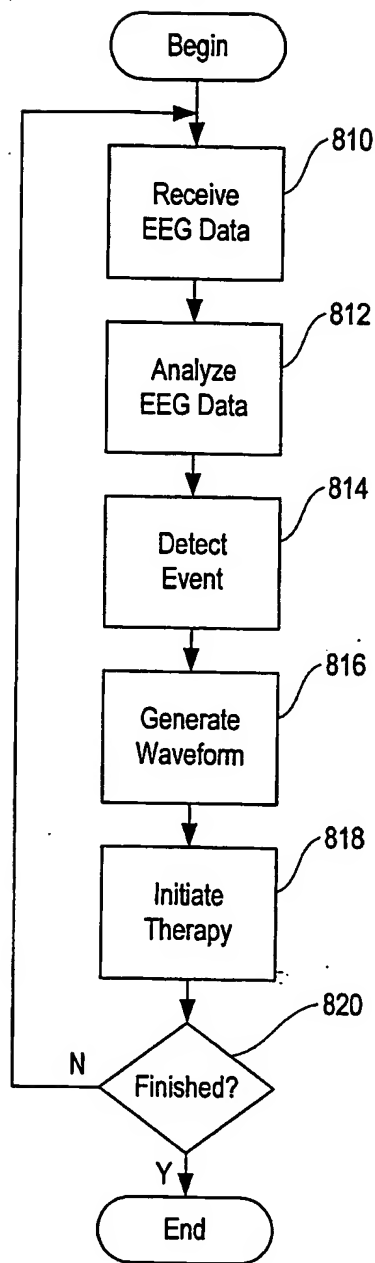 Begin
810
Receive
EEG Data
812
Analyze
EEG Data
814
Detect
Event
816
Generate
Waveform
818
Initiate
Therapy
820
N
Finished?
Y
End